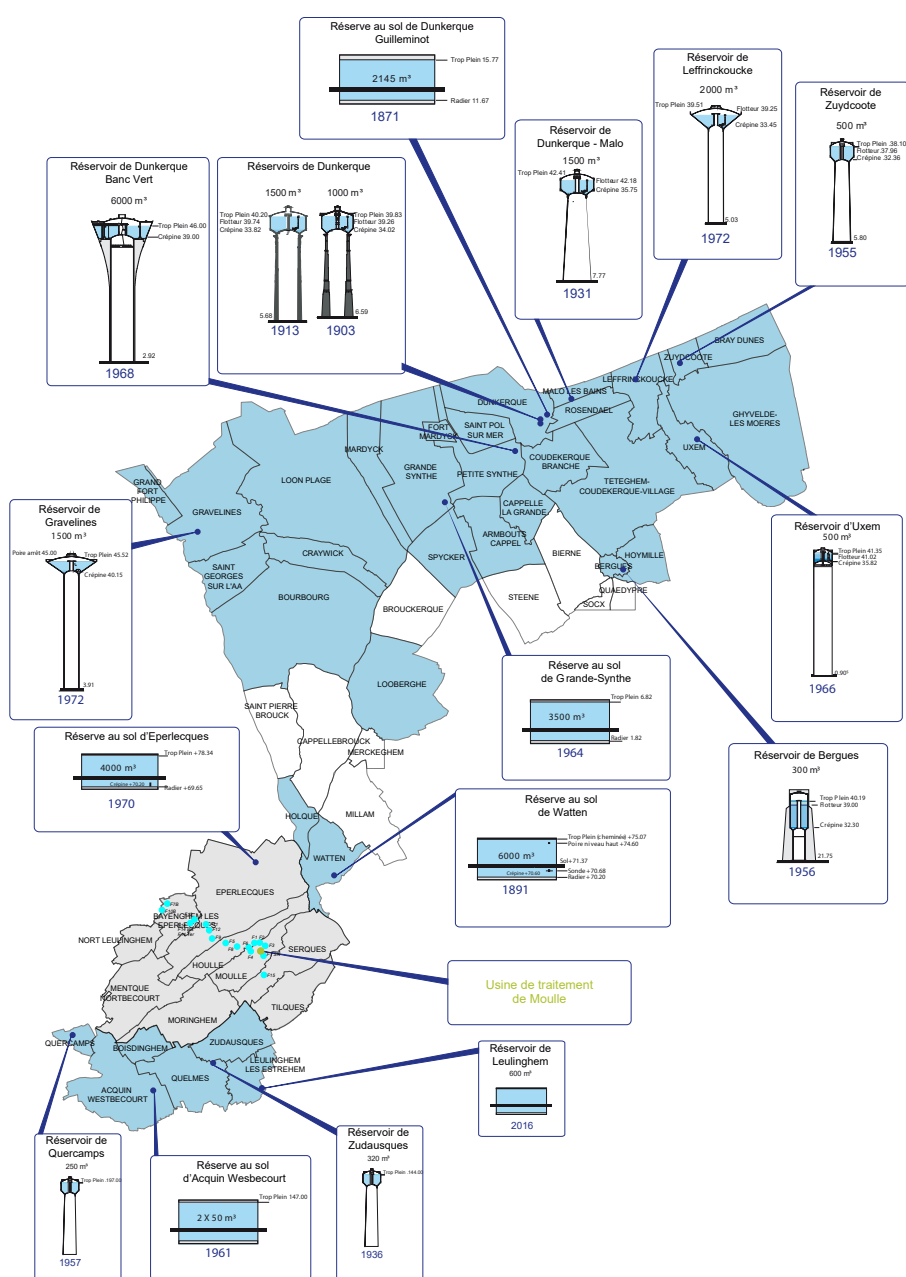 Réserve au sol de Dunkerque
Guilleminot
Trop Plein 15.77
2145 m³
Radier 11.67
1871
Réservoir de
Leffrinckoucke
2000 m³
Trop Plein 39.51
Flotteur 39.25
Crépine 33.45
5.03
1972
Réservoir de
Zuydcoote
500 m³
Trop Plein .38.10
Flotteur.37.96
Crépine .32.36
5.80
1955
Réservoir de
Dunkerque - Malo
1500 m³
Trop Plein 42.41
Flotteur 42.18
Crépine 35.75
7.77
1931
Réservoir de Dunkerque
Banc Vert
6000 m³
Trop Plein 46.00
Crépine 39.00
2.92
1968
Réservoirs de Dunkerque
1500 m³
1000 m³
Trop Plein 40.20
Flotteur 39.74
Crépine 33.82
Trop Plein 39.83
Flotteur 39.26
Crépine 34.02
5.68
6.59
1913
1903
BRAY DUNES
ZUYDCOOTE
LEFFRINCKOUCKE
MALO LES BAINS
DUNKERQUE
ROSENDAEL
GHYVELDE-
LES MOERES
FORT
MARDYCK
SAINT POL
SUR MER
UXEM
MARDYCK
COUDEKERQUE
BRANCHE
GRANDE
SYNTHE
PETITE SYNTHE
LOON PLAGE
TETEGHEM-
COUDEKERQUE-VILLAGE
GRAND
FORT
PHILIPPE
GRAVELINES
CAPPELLE
LA GRANDE
ARMBOUTS
CAPPEL
CRAYWICK
SPYCKER
BIERNE
HOYMILLE
BERGUES
SAINT
GEORGES
SUR L'AA
QUAEDYPRE
BOURBOURG
STEENE
SOCX
BROUCKERQUE
Réservoir de
Gravelines
1500 m³
Poire arrêt 45.00
Trop Plein 45.52
Crépine 40.15
3.91
1972
Réservoir d'Uxem
500 m³
Trop Plein 41.35
Flotteur 41.02
Crépine 35.82
1966
LOOBERGHE
SAINT PIERRE
BROUCK
CAPPELLEBROUCK
MERCKEGHEM
Réserve au sol
de Grande-Synthe
Trop Plein 6.82
3500 m³
Radier 1.82
1964
Réserve au sol d'Eperlecques
Trop Plein +78.34
4000 m³
Crépine +70.20
Radier +69.65
1970
Réservoir de Bergues
300 m³
Trop Plein 40.19
Flotteur 39.00
Crépine 32.30
21.75
1956
HOLQUE
MILLAM
WATTEN
Réserve au sol
de Watten
Trop Plein (cheminée) +75.07
Poire niveau haut +74.60
6000 m³
Sol+71.37
Crépine +70.60
Sonde +70.68
Radier +70.20
1891
EPERLECQUES
BAYENGHEM LES
EPERLECQUES
NORT LEULINGHEM
SERQUES
HOULLE
MOULLE
MENTQUE
NORTBECOURT
TILQUES
MORINGHEM
Usine de traitement
de Moulle
QUERCAMPS
BOISDINGHEM
ZUDAUSQUES
LEULINGHEM
LES ESTREHEM
QUELMES
ACQUIN
WESTBECOURT
Réservoir de
Leulinghem
600 m³
2016
Réservoir de
Quercamps
250 m³
Trop Plein .197.00
1957
Réserve au sol
d'Acquin Wesbecourt
Trop Plein 147.00
2 X 50 m³
1961
Réservoir de
Zudausques
320 m³
Trop Plein .144.00
1936